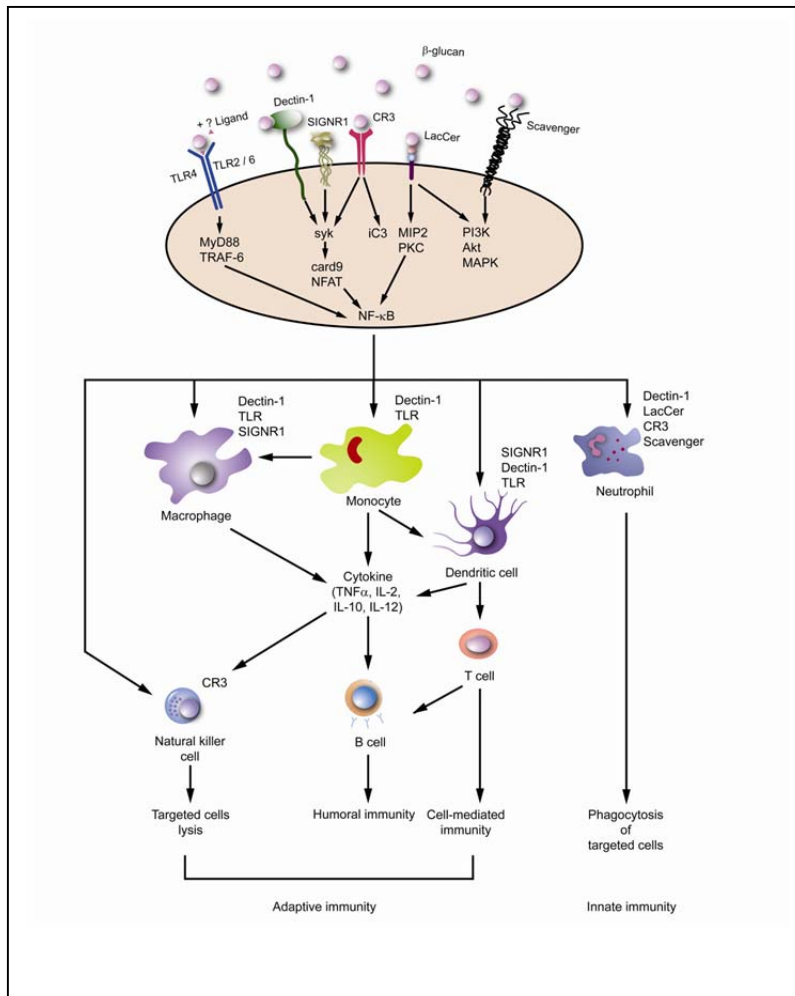 β-glucan
Dectin-1
+ ? Ligand
SIGNR1
CR3
LacCer
Scavenger
TLR4
TLR2 / 6
MyD88
TRAF-6
syk
iC3
MIP2
PKC
PI3K
Akt
MAPK
card9
NFAT
NF-κB
Dectin-1
TLR
SIGNR1
Macrophage
Dectin-1
TLR
Monocyte
SIGNR1
Dectin-1
TLR
Dendritic cell
Dectin-1
LacCer
CR3
Scavenger
Neutrophil
Cytokine
(TNFα, IL-2,
IL-10, IL-12)
CR3
Natural killer
cell
B cell
T cell
Targeted cells
lysis
Humoral immunity
Cell-mediated
immunity
Phagocytosis
of
targeted cells
Adaptive immunity
Innate immunity